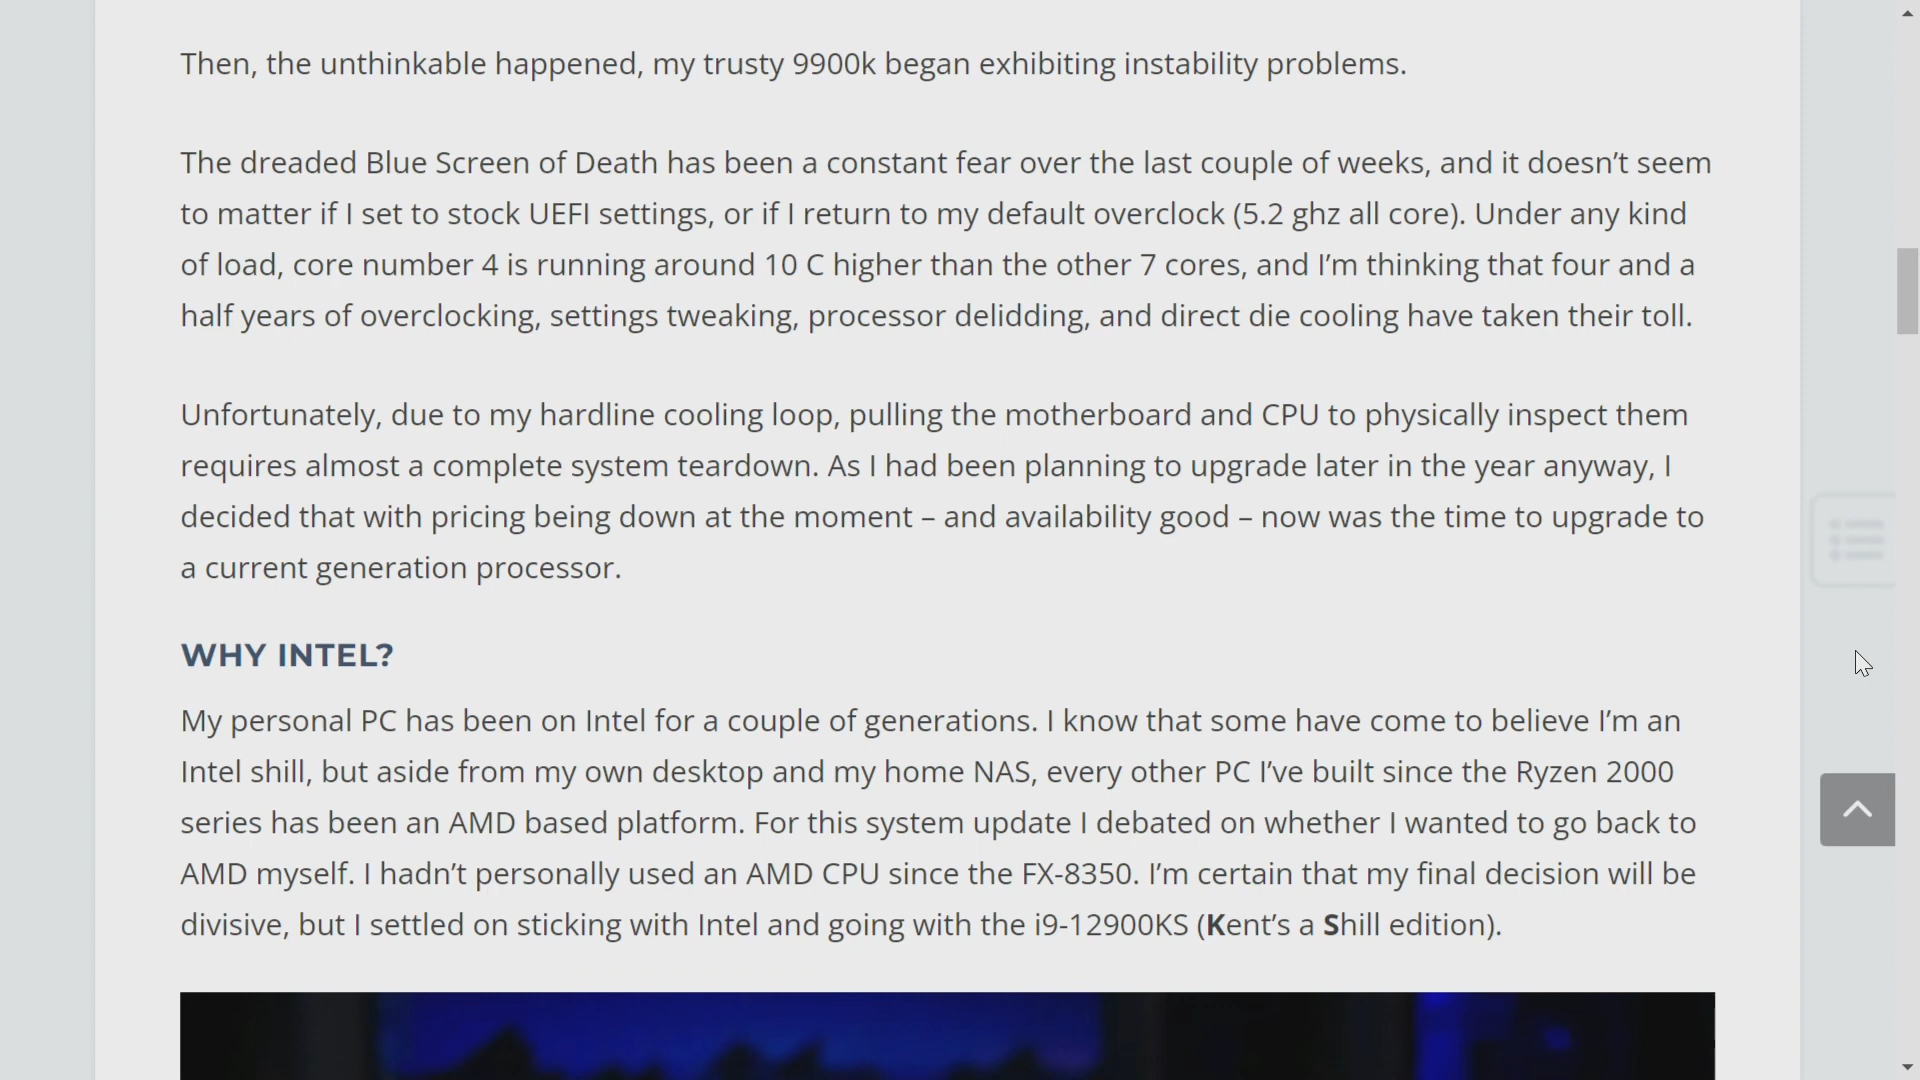 Then, the unthinkable happened, my trusty 9900k began exhibiting instability problems.
The dreaded Blue Screen of Death has been a constant fear over the last couple of weeks, and it doesn’t seem
to matter if I set to stock UEFI settings, or if I return to my default overclock (5.2 ghz all core). Under any kind
of load, core number 4 is running around 10 C higher than the other 7 cores, and I’m thinking that four and a
half years of overclocking, settings tweaking, processor delidding, and direct die cooling have taken their toll.
Unfortunately, due to my hardline cooling loop, pulling the motherboard and CPU to physically inspect them
requires almost a complete system teardown. As I had been planning to upgrade later in the year anyway, I
decided that with pricing being down at the moment – and availability good – now was the time to upgrade to
a current generation processor.
WHY INTEL?
My personal PC has been on Intel for a couple of generations. I know that some have come to believe I’m an
Intel shill, but aside from my own desktop and my home NAS, every other PC I’ve built since the Ryzen 2000
series has been an AMD based platform. For this system update I debated on whether I wanted to go back to
AMD myself. I hadn’t personally used an AMD CPU since the FX-8350. I’m certain that my final decision will be
divisive, but I settled on sticking with Intel and going with the i9-12900KS (Kent’s a Shill edition).